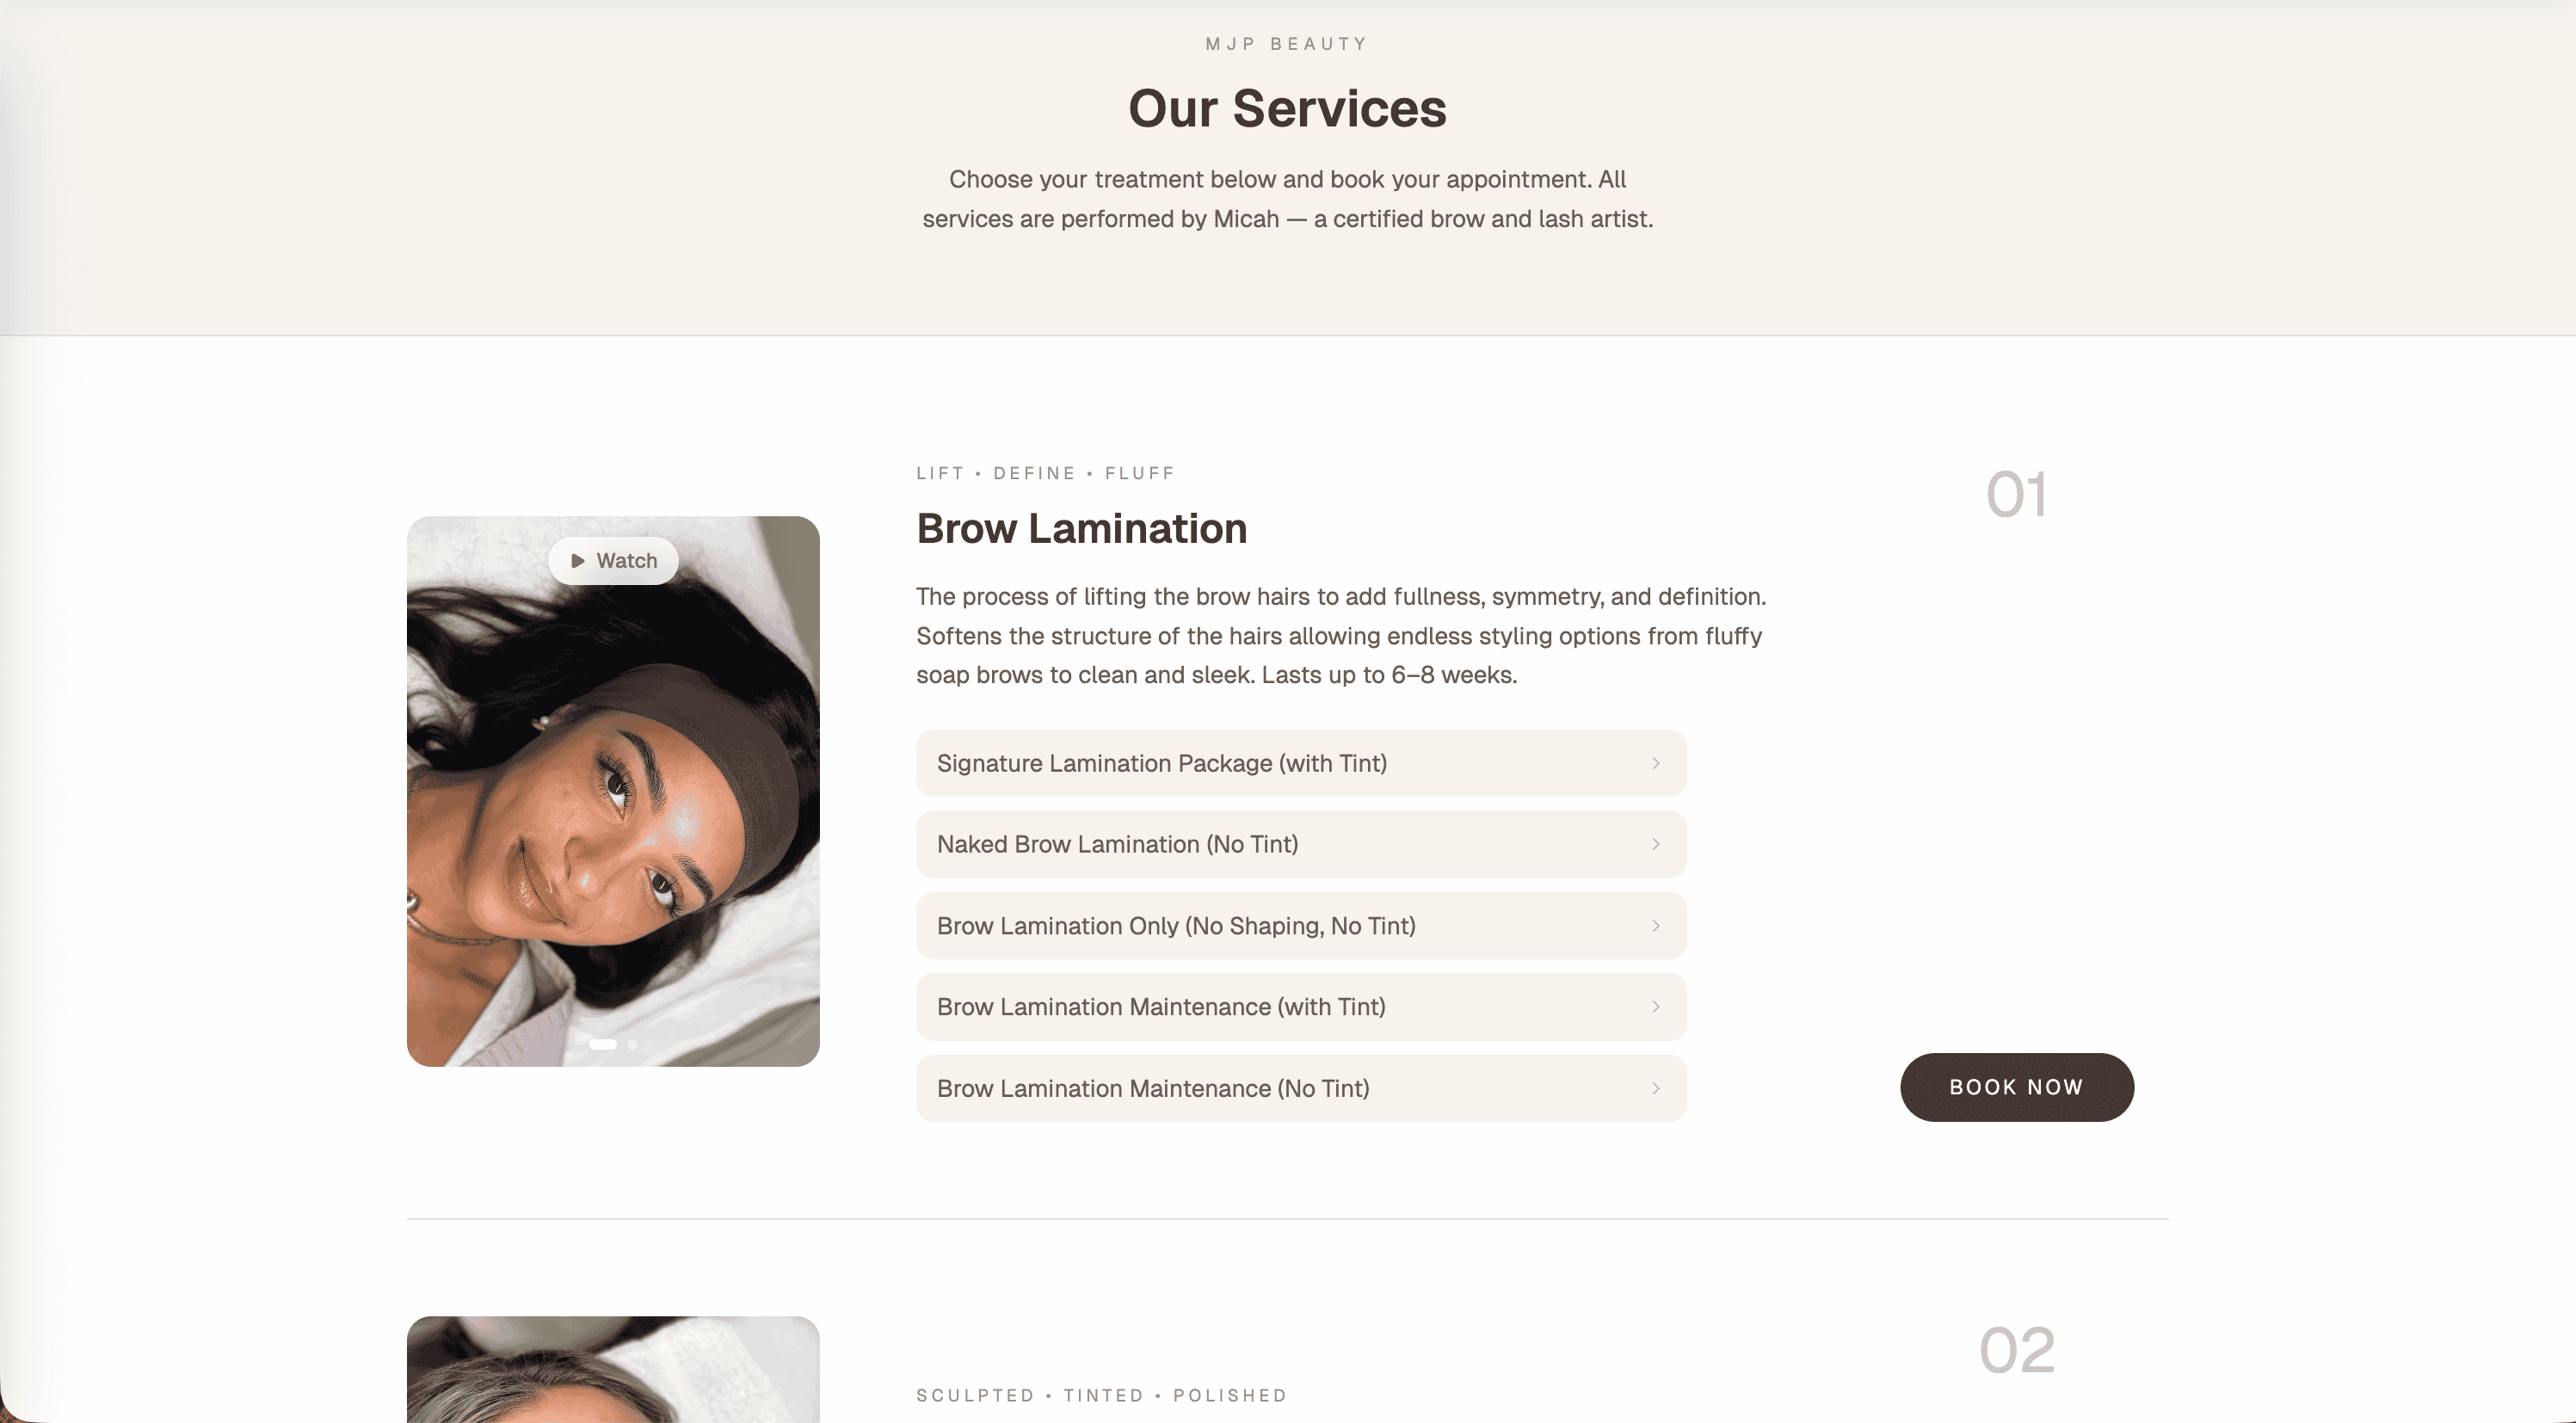 MJP BEAUTY
Our Services
Choose your treatment below and book your appointment. All
services are performed by Micah — a certified brow and lash artist.
LIFT • DEFINE • FLUFF
01
Brow Lamination
Watch
The process of lifting the brow hairs to add fullness, symmetry, and definition.
Softens the structure of the hairs allowing endless styling options from fluffy
soap brows to clean and sleek. Lasts up to 6–8 weeks.
Signature Lamination Package (with Tint)
Naked Brow Lamination (No Tint)
Brow Lamination Only (No Shaping, No Tint)
Brow Lamination Maintenance (with Tint)
Brow Lamination Maintenance (No Tint)
BOOK NOW
02
SCULPTED • TINTED • POLISHED